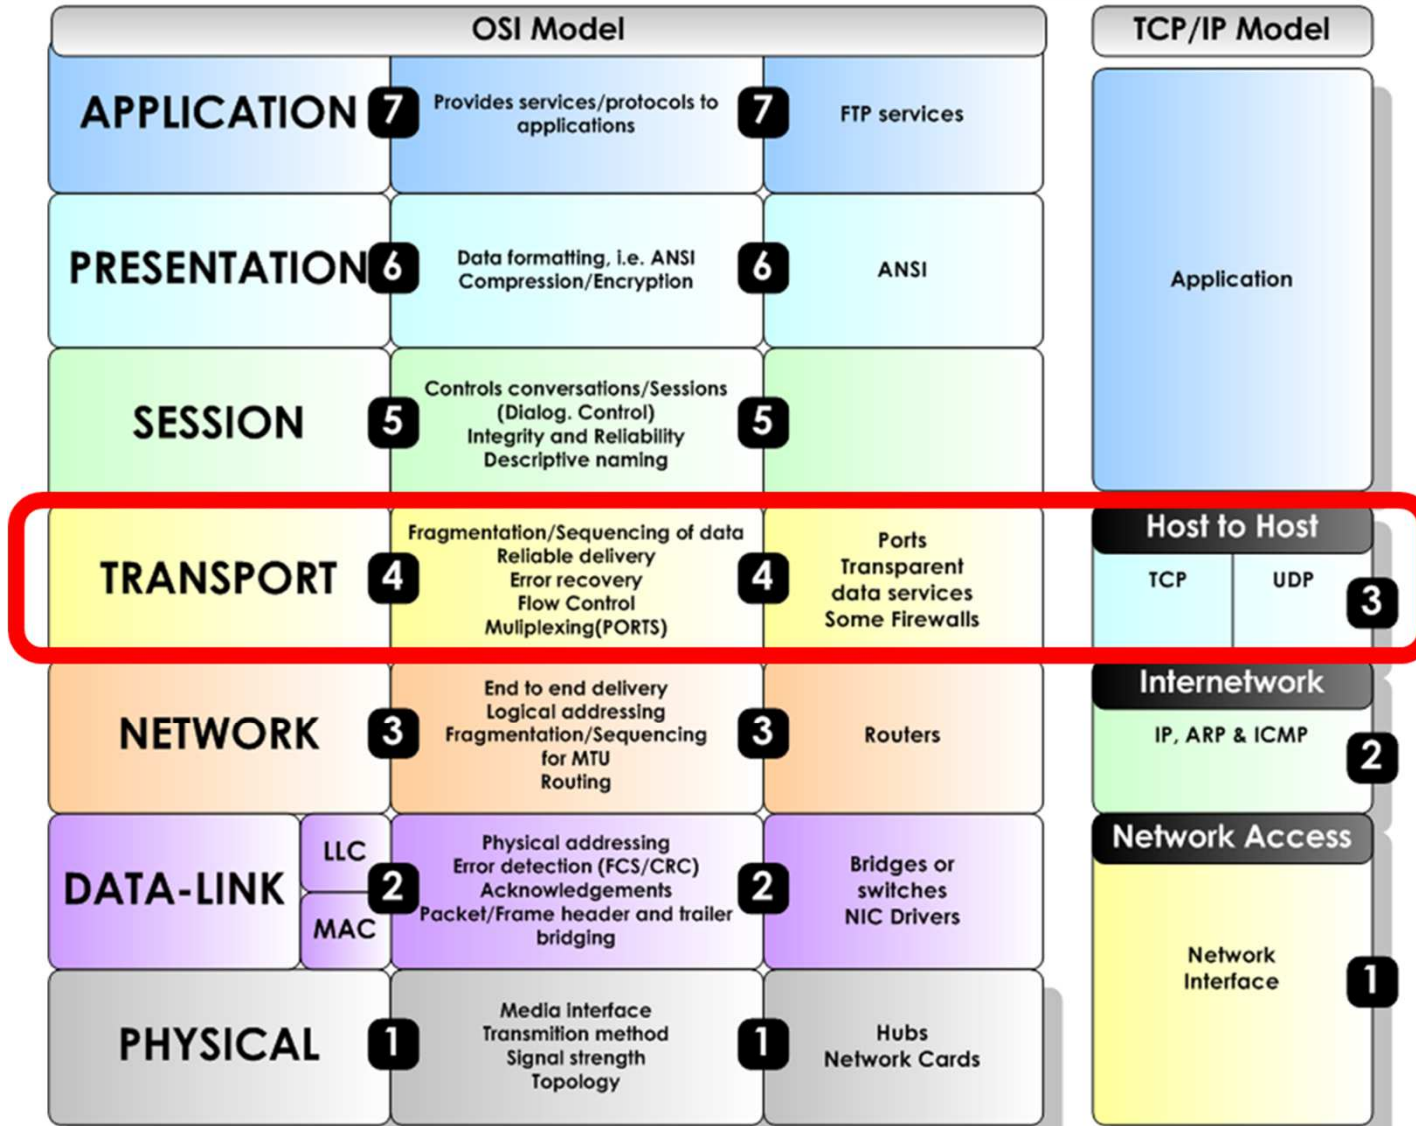 OSI Model
TCP/IP Model
APPLICATION
7
Provides services/protocols to
applications
7
FTP services
PRESENTATION
6
Data formatting, i.e. ANSI
Compression/Encryption
6
ANSI
Application
SESSION
5
Controls conversations/Sessions
(Dialog. Control)
Integrity and Reliability
Descriptive naming
5
TRANSPORT
4
Fragmentation/Sequencing of data
Reliable delivery
Error recovery
Flow Control
Muliplexing(PORTS)
4
Ports
Transparent
data services
Some Firewalls
Host to Host
TCP
UDP
3
NETWORK
3
End to end delivery
Logical addressing
Fragmentation/Sequencing
for MTU
Routing
3
Routers
Internetwork
IP, ARP & ICMP
2
DATA-LINK
LLC
MAC
2
Physical addressing
Error detection (FCS/CRC)
Acknowledgements
Packet/Frame header and trailer
bridging
2
Bridges or
switches
NIC Drivers
Network Access
Network
Interface
1
PHYSICAL
1
Media interface
Transmition method
Signal strength
Topology
1
Hubs
Network Cards